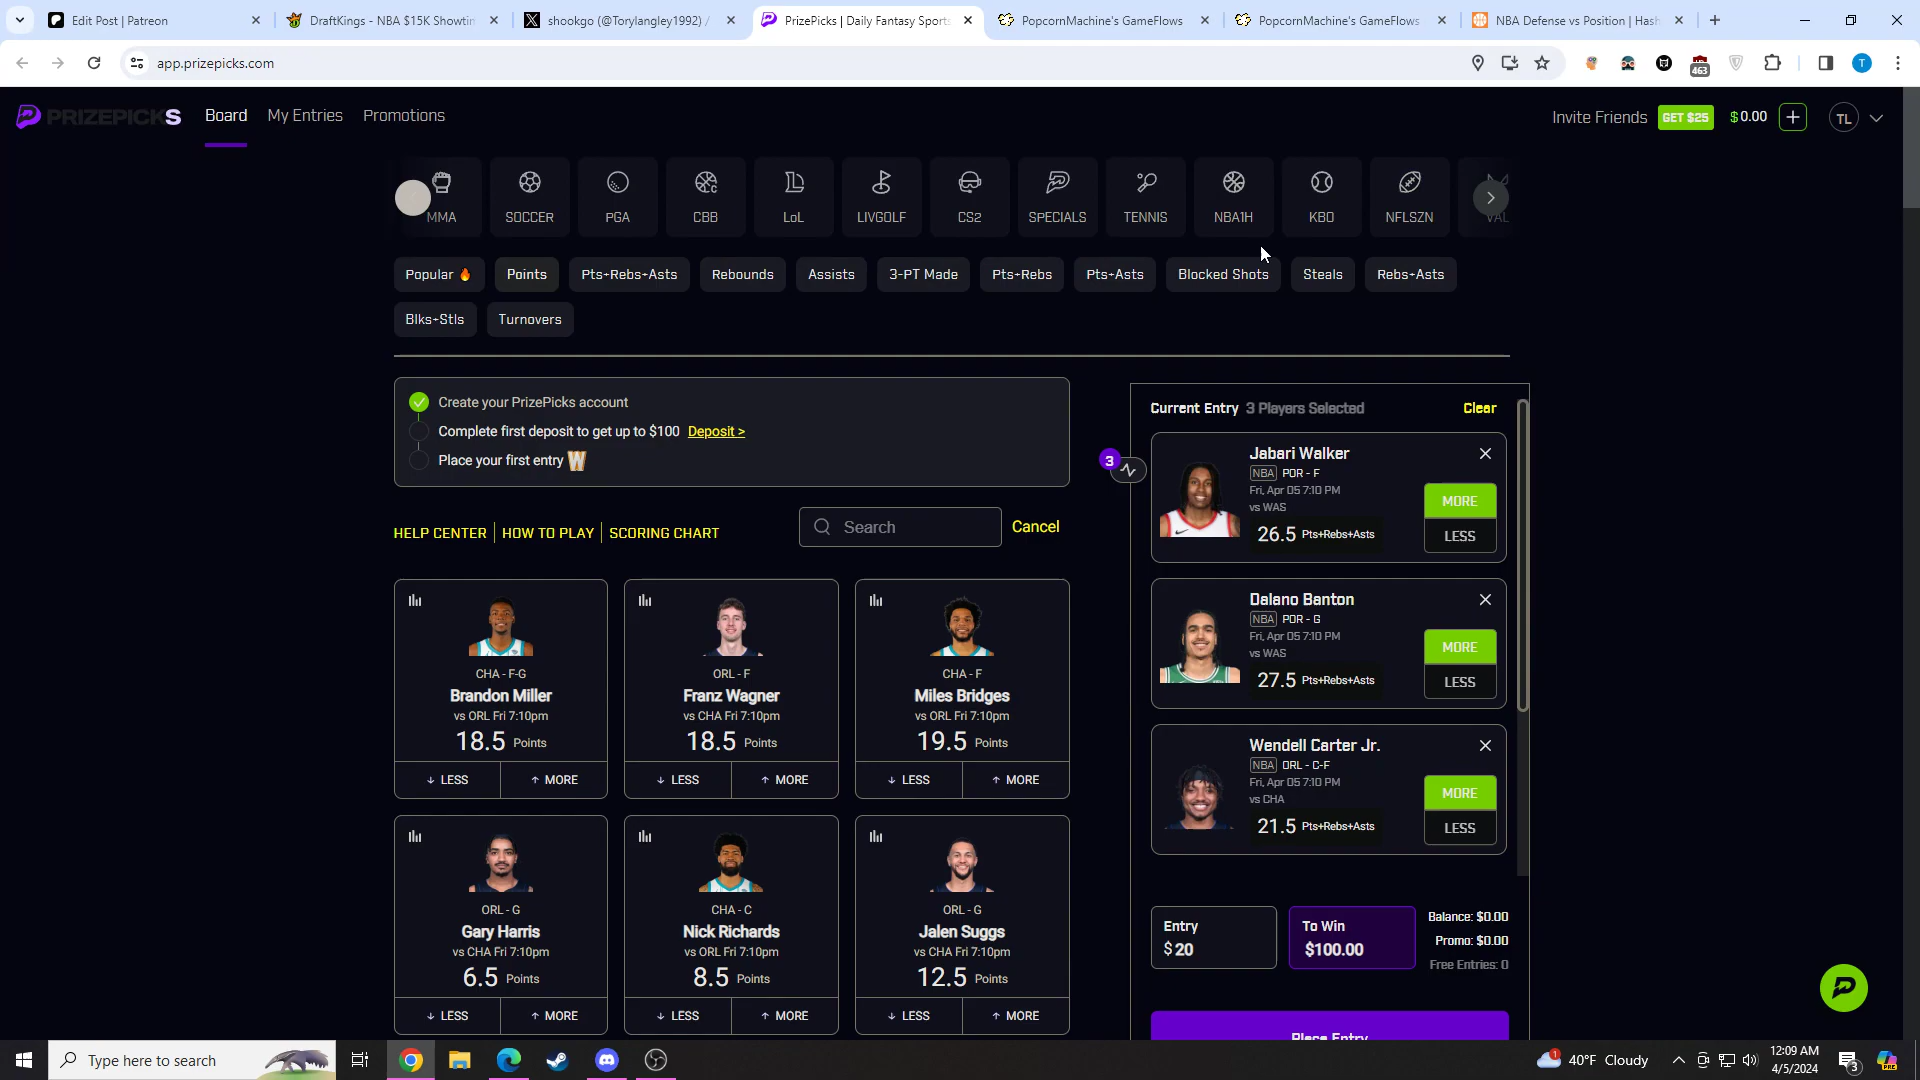 Edit Post | Patreon
DraftKings - NBA $15K Showtin
shookgo (@Torylangley1992) /
PrizePicks | Daily Fantasy Sports
PopcornMachine's GameFlows
PopcornMachine's GameFlows
NBA Defense vs Position | Hash
app.prizepicks.com
463
T
PRIZEPICKS
Board
My Entries
Promotions
Invite Friends
GET $25
$0.00
TL
MMA
SOCCER
PGA
CBB
LoL
LIVGOLF
CS2
SPECIALS
TENNIS
NBA1H
KBO
NFLSZN
VAL
Popular
Points
Pts+Rebs+Asts
Rebounds
Assists
3-PT Made
Pts+Rebs
Pts+Asts
Blocked Shots
Steals
Rebs+Asts
Blks+Stls
Turnovers
Create your PrizePicks account
Complete first deposit to get up to $100 Deposit >
Place your first entry W
HELP CENTER
HOW TO PLAY
SCORING CHART
Search
Cancel
CHA - F-G
Brandon Miller
vs ORL Fri 7:10pm
18.5 Points
↓ LESS
↑ MORE
ORL - F
Franz Wagner
vs CHA Fri 7:10pm
18.5 Points
↓ LESS
↑ MORE
CHA - F
Miles Bridges
vs ORL Fri 7:10pm
19.5 Points
↓ LESS
↑ MORE
ORL - G
Gary Harris
vs CHA Fri 7:10pm
6.5 Points
↓ LESS
↑ MORE
CHA - C
Nick Richards
vs ORL Fri 7:10pm
8.5 Points
↓ LESS
↑ MORE
ORL - G
Jalen Suggs
vs CHA Fri 7:10pm
12.5 Points
↓ LESS
↑ MORE
3
Current Entry 3 Players Selected
Clear
Jabari Walker
NBA POR - F
Fri, Apr 05 7:10 PM
vs WAS
26.5 Pts+Rebs+Asts
MORE
LESS
Dalano Banton
NBA POR - G
Fri, Apr 05 7:10 PM
vs WAS
27.5 Pts+Rebs+Asts
MORE
LESS
Wendell Carter Jr.
NBA ORL - C-F
Fri, Apr 05 7:10 PM
vs CHA
21.5 Pts+Rebs+Asts
MORE
LESS
Entry
$ 20
To Win
$100.00
Balance: $0.00
Promo: $0.00
Free Entries: 0
Place Entry
Type here to search
1
40°F Cloudy
12:09 AM
4/5/2024
3
PRE